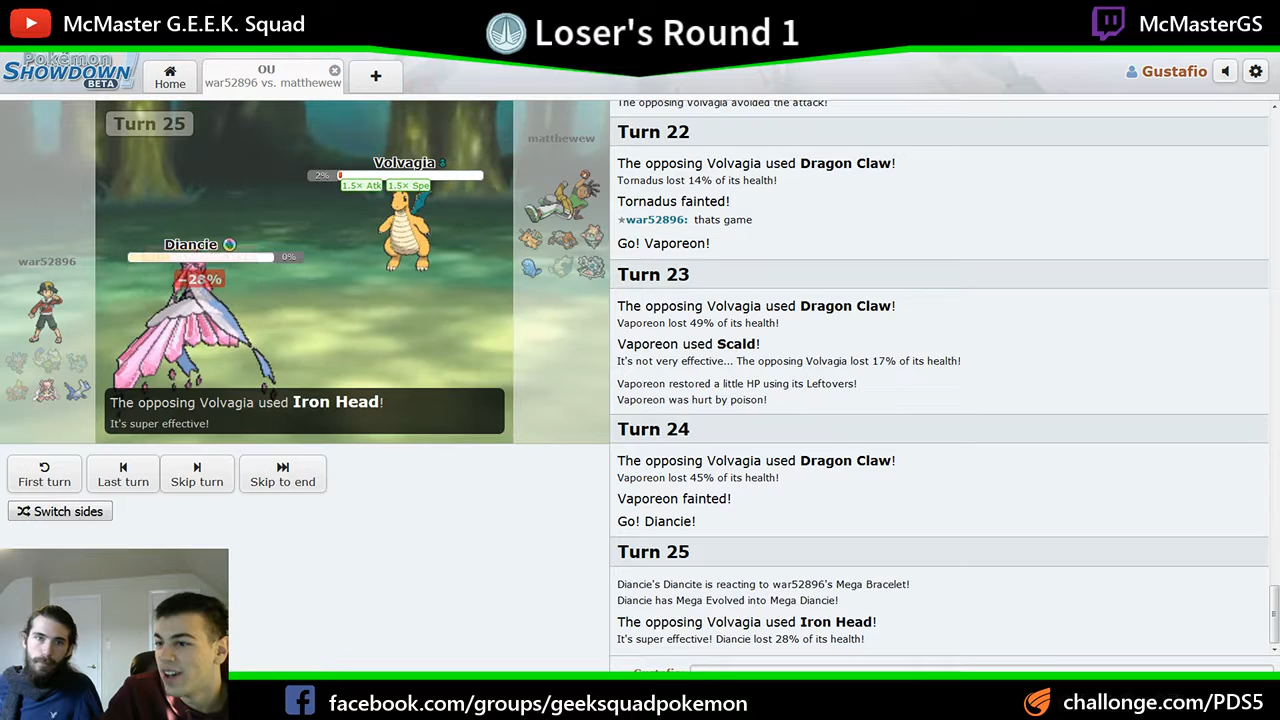 McMaster G.E.E.K. Squad
Loser's Round 1
McMasterGS
Pokémon
SHOWDOWN
BETA
Home
OU
war52896 vs. matthewew
+
Gustafio
Turn 25
Volvagia
2%
1.5× Atk 1.5× Spe
Diancie
0%
−28%
The opposing Volvagia used Iron Head!
It's super effective!
war52896
matthewew
First turn
Last turn
Skip turn
Skip to end
Switch sides
The opposing Volvagia avoided the attack!
Turn 22
The opposing Volvagia used Dragon Claw!
Tornadus lost 14% of its health!
Tornadus fainted!
★war52896: thats game
Go! Vaporeon!
Turn 23
The opposing Volvagia used Dragon Claw!
Vaporeon lost 49% of its health!
Vaporeon used Scald!
It's not very effective... The opposing Volvagia lost 17% of its health!
Vaporeon restored a little HP using its Leftovers!
Vaporeon was hurt by poison!
Turn 24
The opposing Volvagia used Dragon Claw!
Vaporeon lost 45% of its health!
Vaporeon fainted!
Go! Diancie!
Turn 25
Diancie's Diancite is reacting to war52896's Mega Bracelet!
Diancie has Mega Evolved into Mega Diancie!
The opposing Volvagia used Iron Head!
It's super effective! Diancie lost 28% of its health!
facebook.com/groups/geeksquadpokemon
challonge.com/PDS5